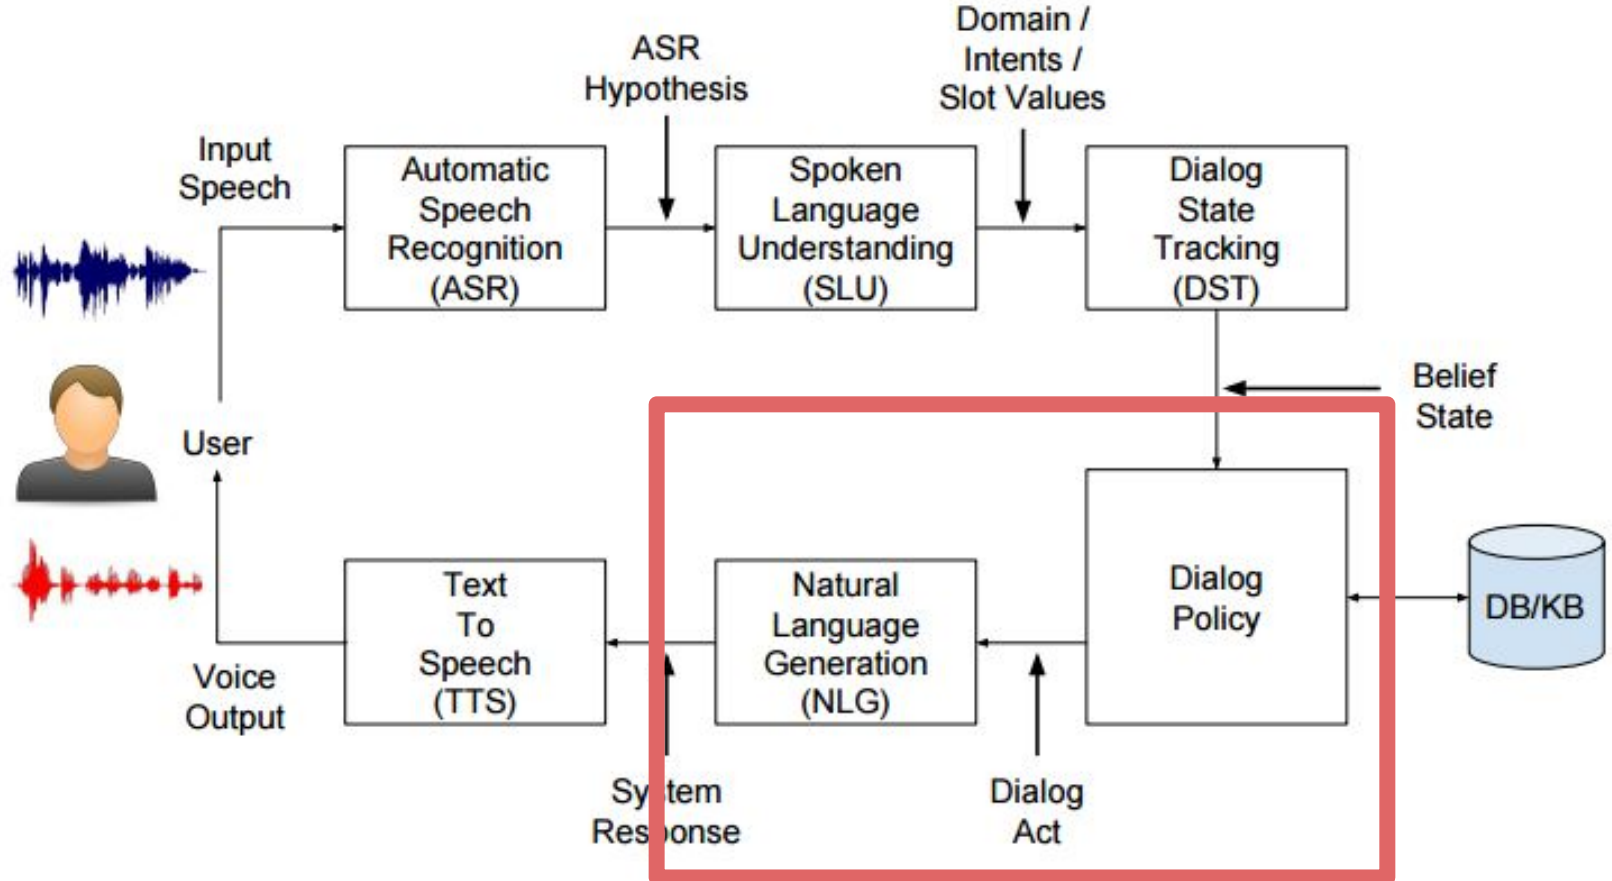 ASR
Hypothesis
Domain /
Intents /
Slot Values
Input
Speech
Automatic
Speech
Recognition
(ASR)
Spoken
Language
Understanding
(SLU)
Dialog
State
Tracking
(DST)
Belief
State
User
Dialog
Policy
DB/KB
Natural
Language
Generation
(NLG)
Text
To
Speech
(TTS)
Voice
Output
System
Response
Dialog
Act